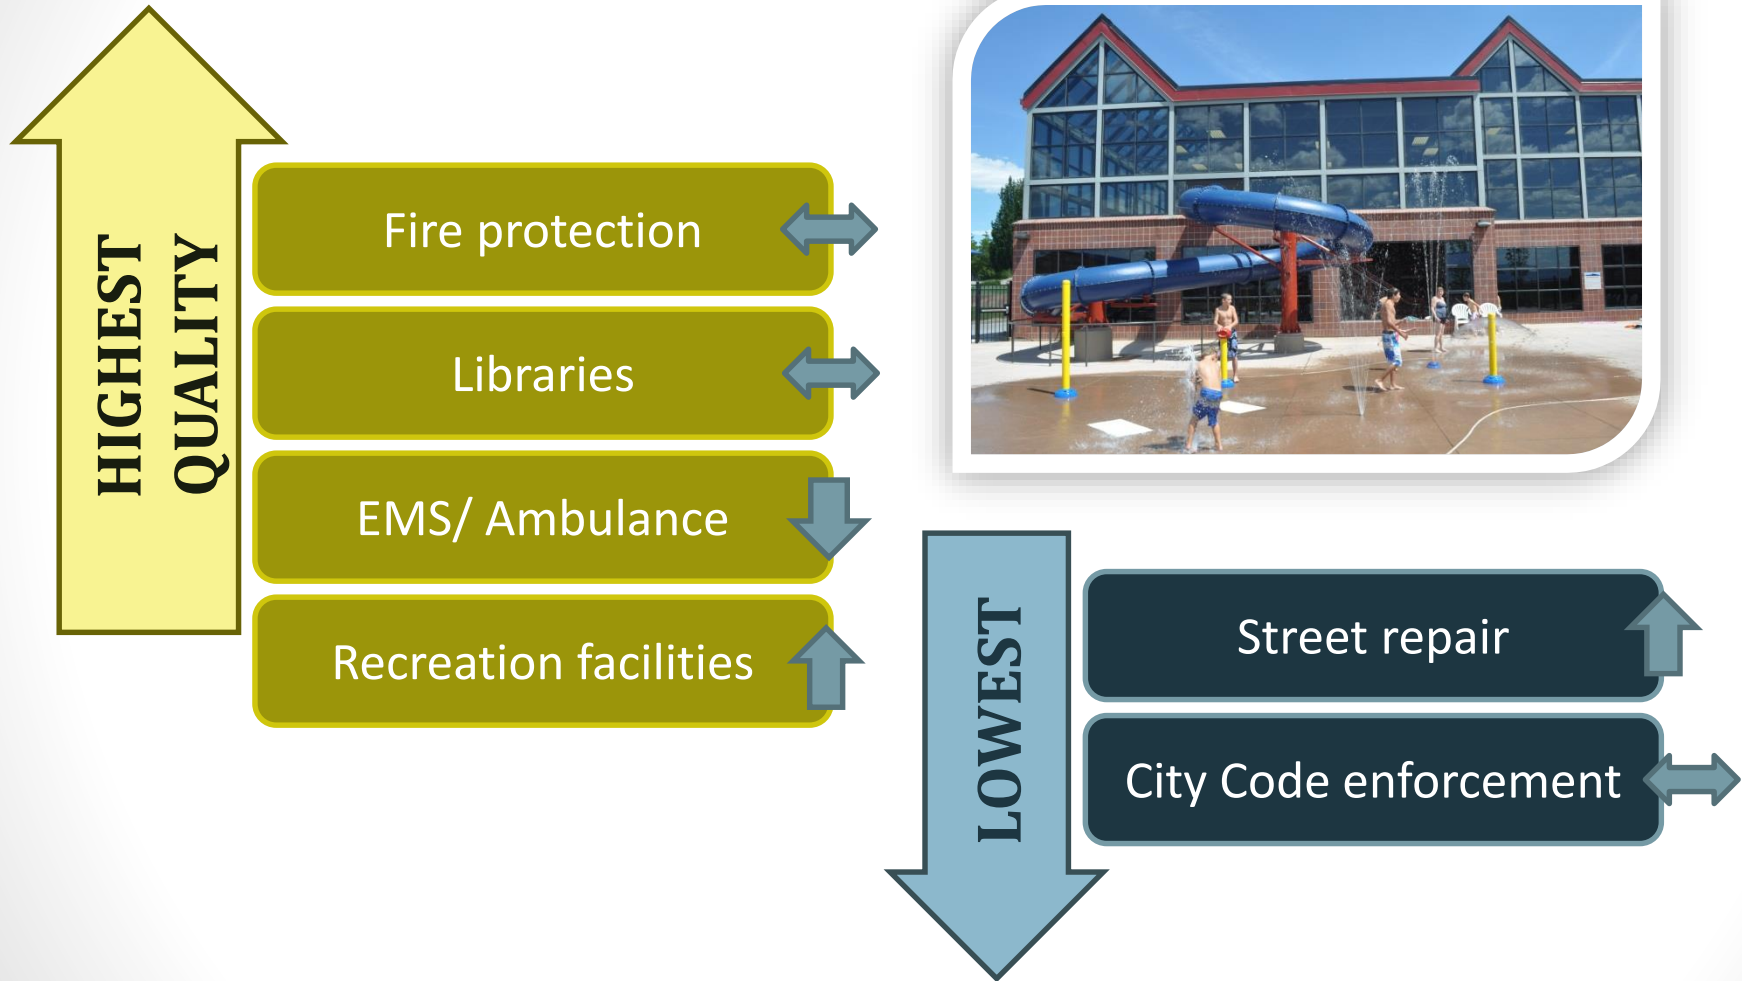 HIGHEST
QUALITY
Fire protection
Libraries
EMS/ Ambulance
Recreation facilities
LOWEST
Street repair
City Code enforcement